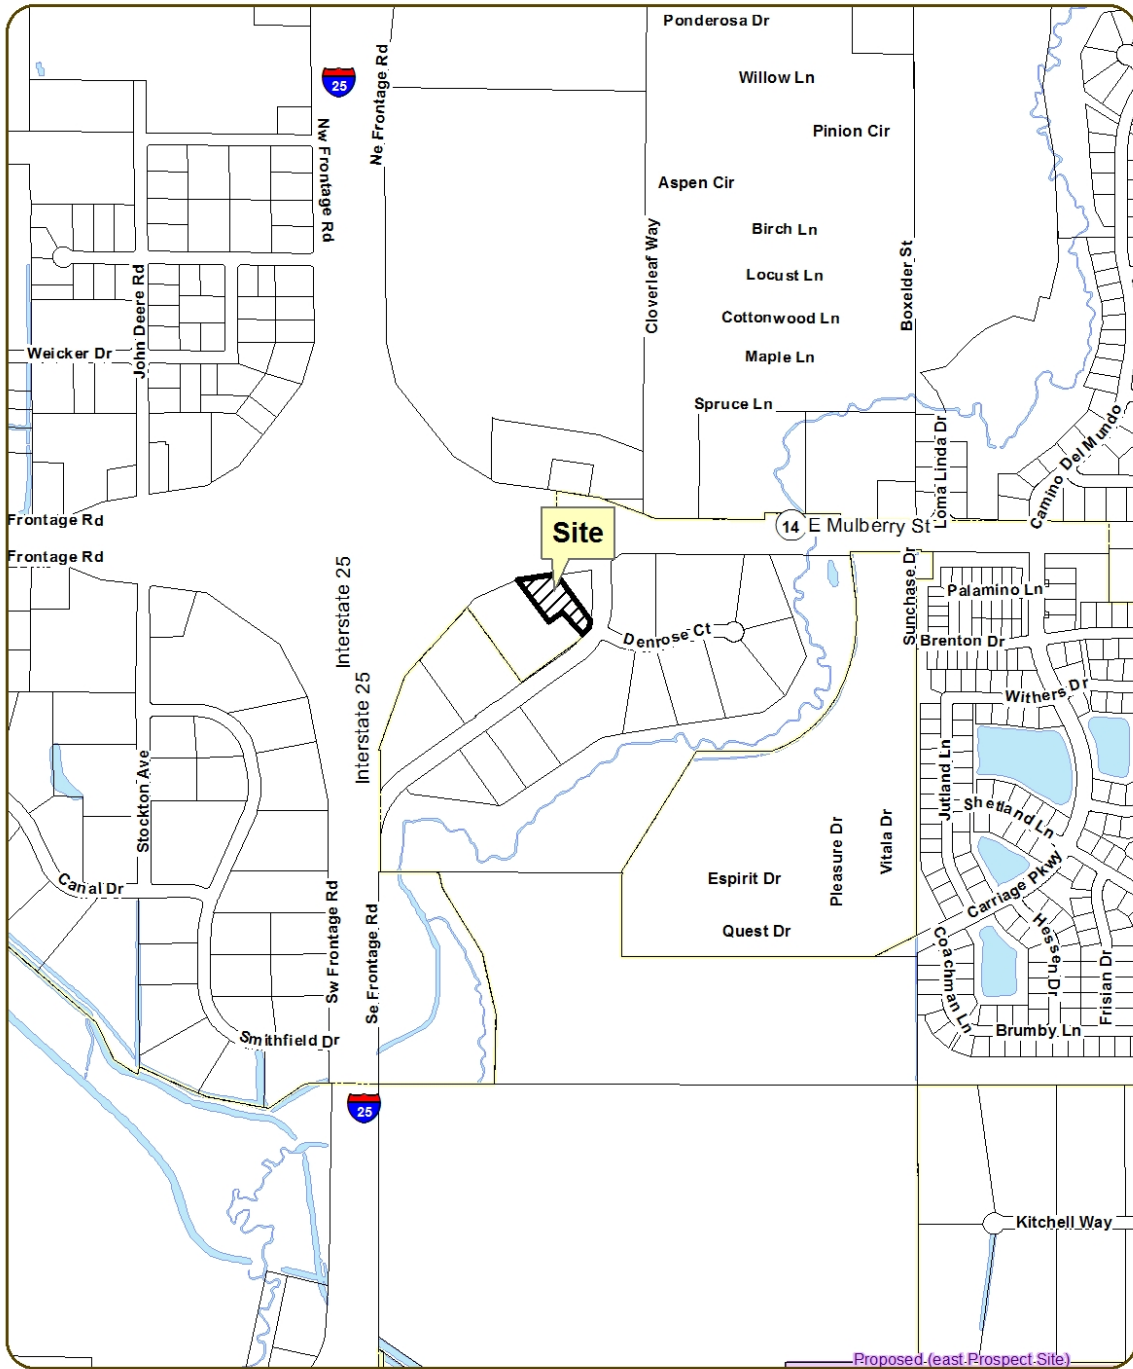 Ponderosa Dr
25
Ne Frontage Rd
Willow Ln
Nw Frontage Rd
Pinion Cir
Aspen Cir
Birch Ln
Cloverleaf Way
Boxelder St
Locust Ln
John Deere Rd
Cottonwood Ln
Weicker Dr
Maple Ln
Spruce Ln
Loma Linda Dr
Camino Del Mundo
Frontage Rd
Site
14
E Mulberry St
Frontage Rd
Interstate 25
Sunchase Dr
Palamino Ln
Denrose Ct
Brenton Dr
Withers Dr
Interstate 25
Stockton Ave
Jutland Ln
Shetland Ln
Pleasure Dr
Vitala Dr
Canal Dr
Espirit Dr
Carriage Pkwy
Sw Frontage Rd
Se Frontage Rd
Quest Dr
Coachman Ln
Hessen Dr
Frisian Dr
Smithfield Dr
Brumby Ln
25
Kitchell Way
Proposed (east Prospect Site)